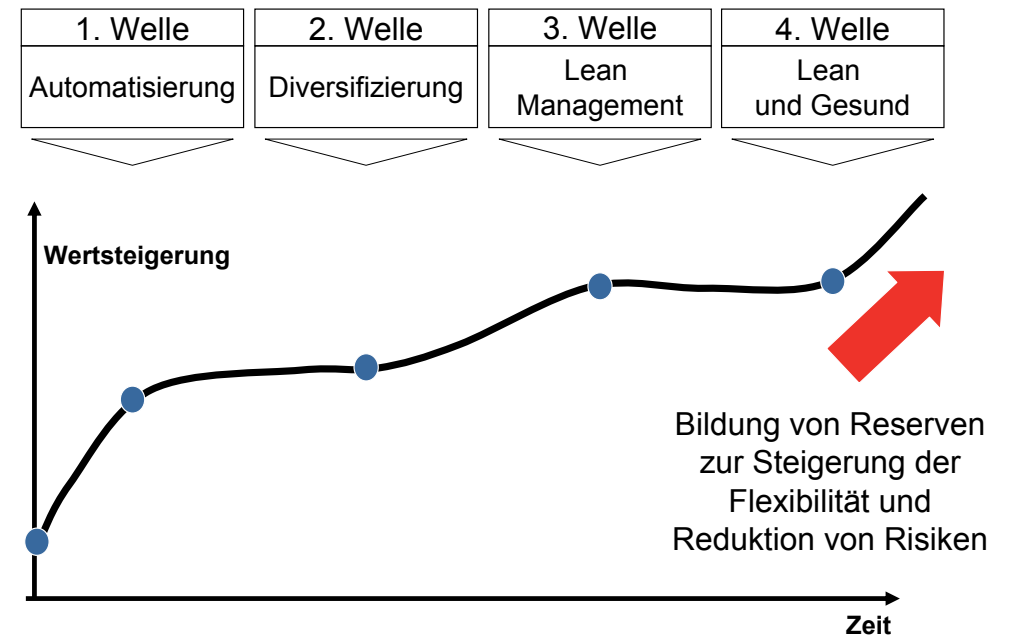 1. Welle
Automatisierung
2. Welle
Diversifizierung
3. Welle
Lean
Management
4. Welle
Lean
und Gesund
Wertsteigerung
Bildung von Reserven
zur Steigerung der
Flexibilität und
Reduktion von Risiken
Zeit